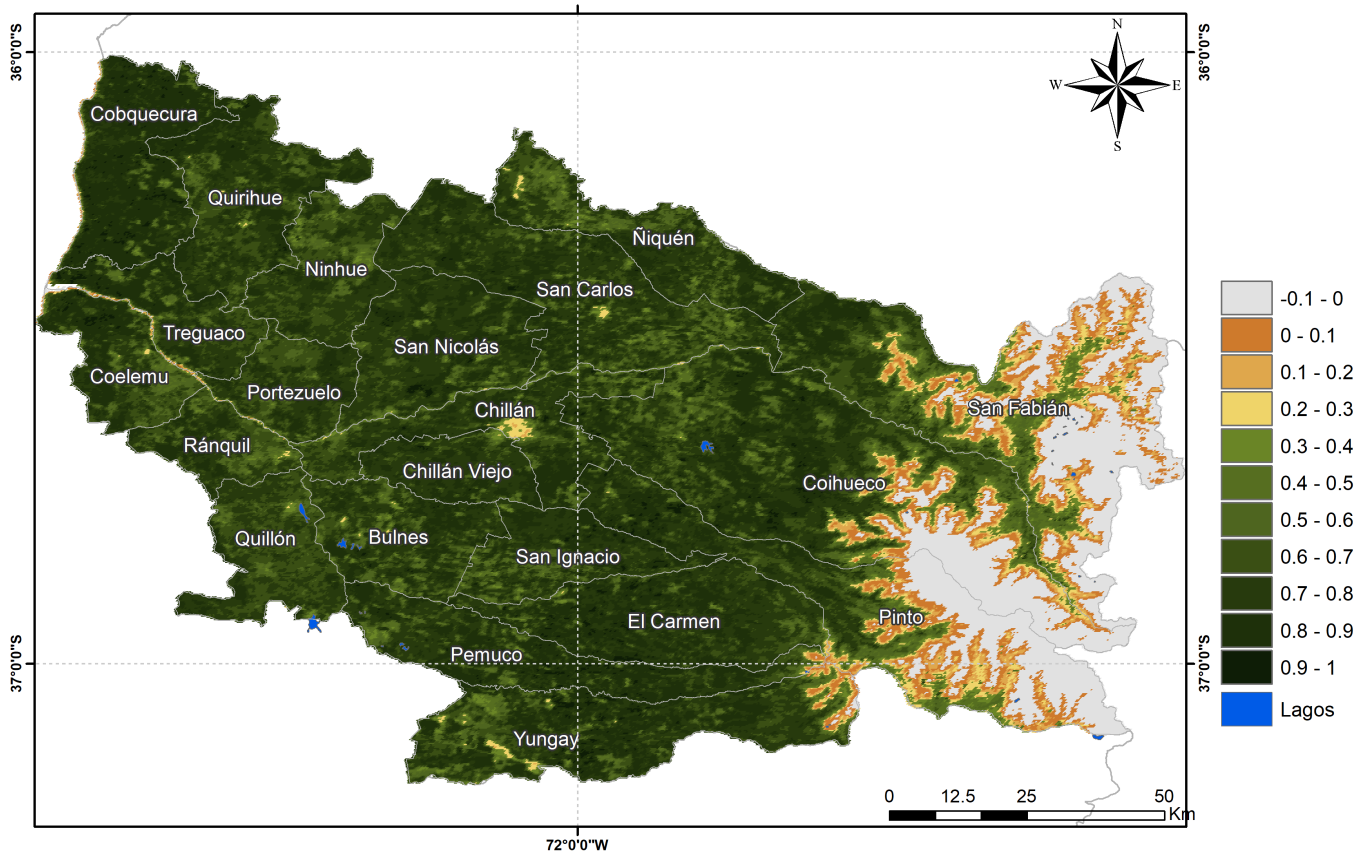 36°0'0"S
36°0'0"S
N
W
E
S
Cobquecura
Quirihue
Ñiquén
Ninhue
San Carlos
-0.1 - 0
0 - 0.1
0.1 - 0.2
0.2 - 0.3
0.3 - 0.4
0.4 - 0.5
0.5 - 0.6
0.6 - 0.7
0.7 - 0.8
0.8 - 0.9
0.9 - 1
Lagos
Treguaco
San Nicolás
Coelemu
Portezuelo
Chillán
San Fabián
Ránquil
Chillán Viejo
Coihueco
Quillón
Búlnes
San Ignacio
El Carmen
Pinto
Pemuco
37°0'0"S
37°0'0"S
Yungay
0 12.5 25 50
Km
72°0'0"W